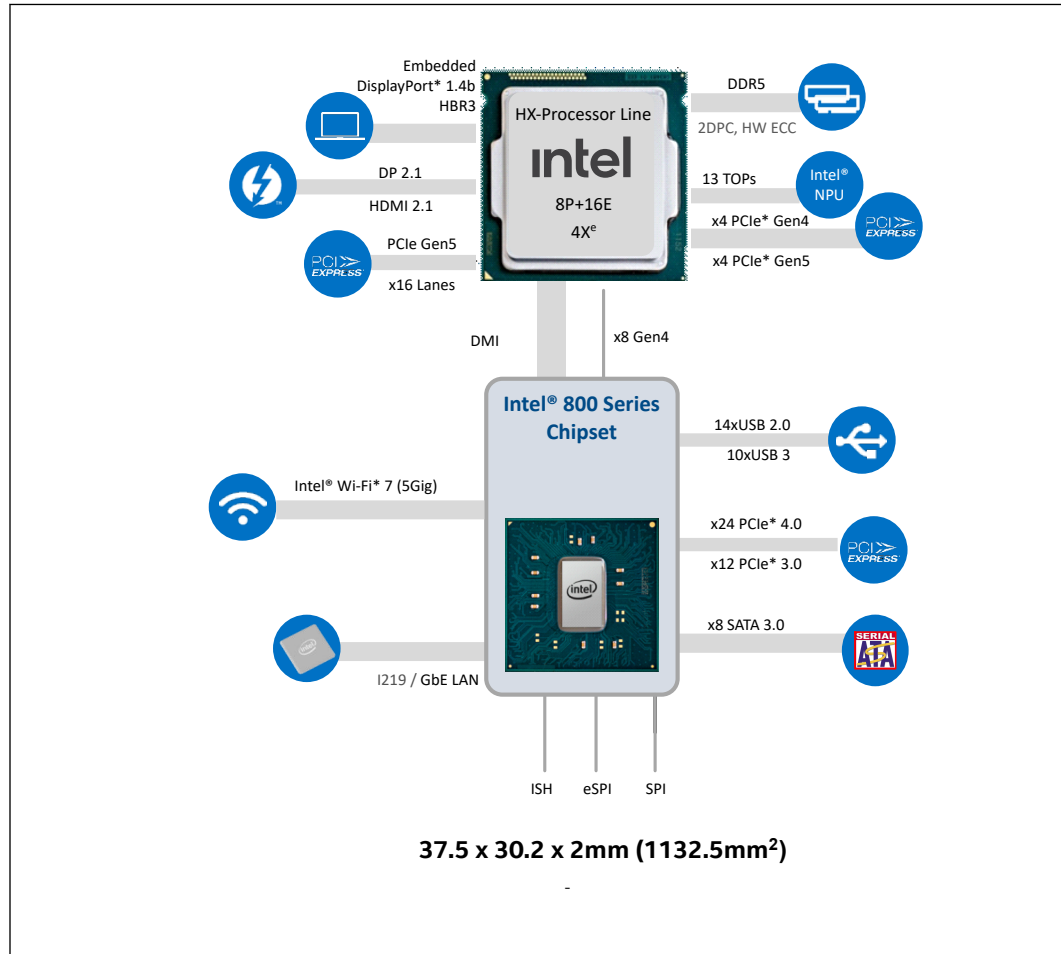 Embedded
DisplayPort* 1.4b
HBR3
DP 2.1
HDMI 2.1
PCIe Gen5
x16 Lanes
PCI
EXPRESS
HX-Processor Line
intel
8P+16E
4Xᵉ
DDR5
2DPC, HW ECC
13 TOPs
Intel®
NPU
x4 PCIe* Gen4
x4 PCIe* Gen5
PCI
EXPRESS
DMI
x8 Gen4
Intel® 800 Series
Chipset
intel
14xUSB 2.0
10xUSB 3
Intel® Wi-Fi* 7 (5Gig)
x24 PCIe* 4.0
x12 PCIe* 3.0
PCI
EXPRESS
x8 SATA 3.0
SERIAL
ATA
intel
I219 / GbE LAN
ISH eSPI SPI
37.5 x 30.2 x 2mm (1132.5mm²)
-